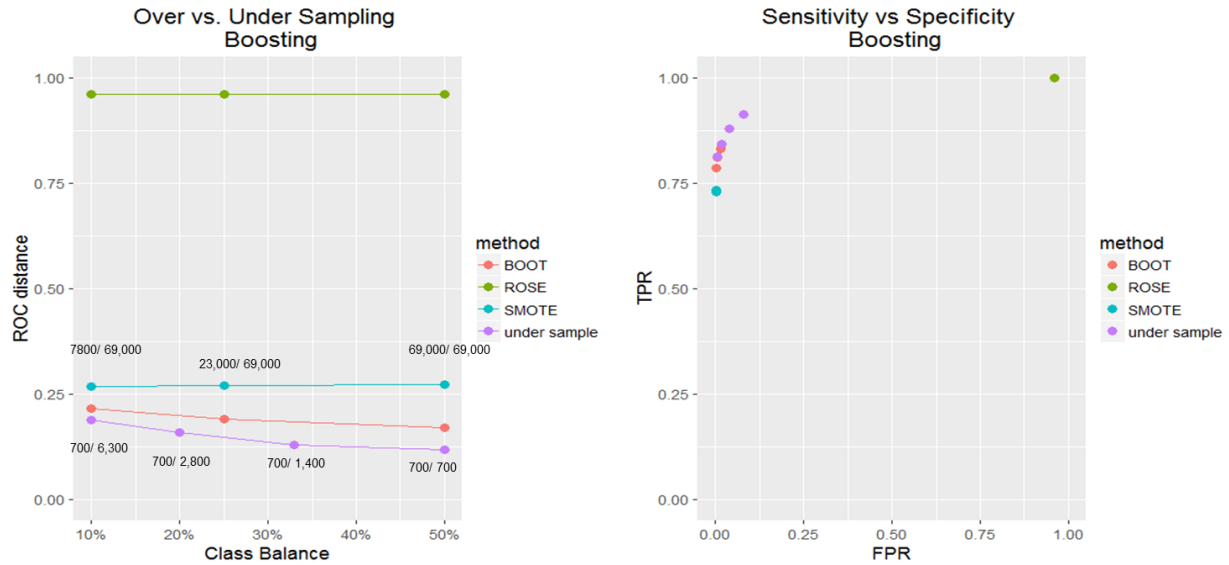 Over vs. Under Sampling
Boosting
1.00
0.75
0.50
0.25
0.00
ROC distance
7800/ 69,000
23,000/ 69,000
69,000/ 69,000
700/ 6,300
700/ 2,800
700/ 1,400
700/ 700
10%
20%
30%
40%
50%
Class Balance
method
BOOT
ROSE
SMOTE
under sample
Sensitivity vs Specificity
Boosting
1.00
0.75
0.50
0.25
0.00
TPR
0.00
0.25
0.50
0.75
1.00
FPR
method
BOOT
ROSE
SMOTE
under sample